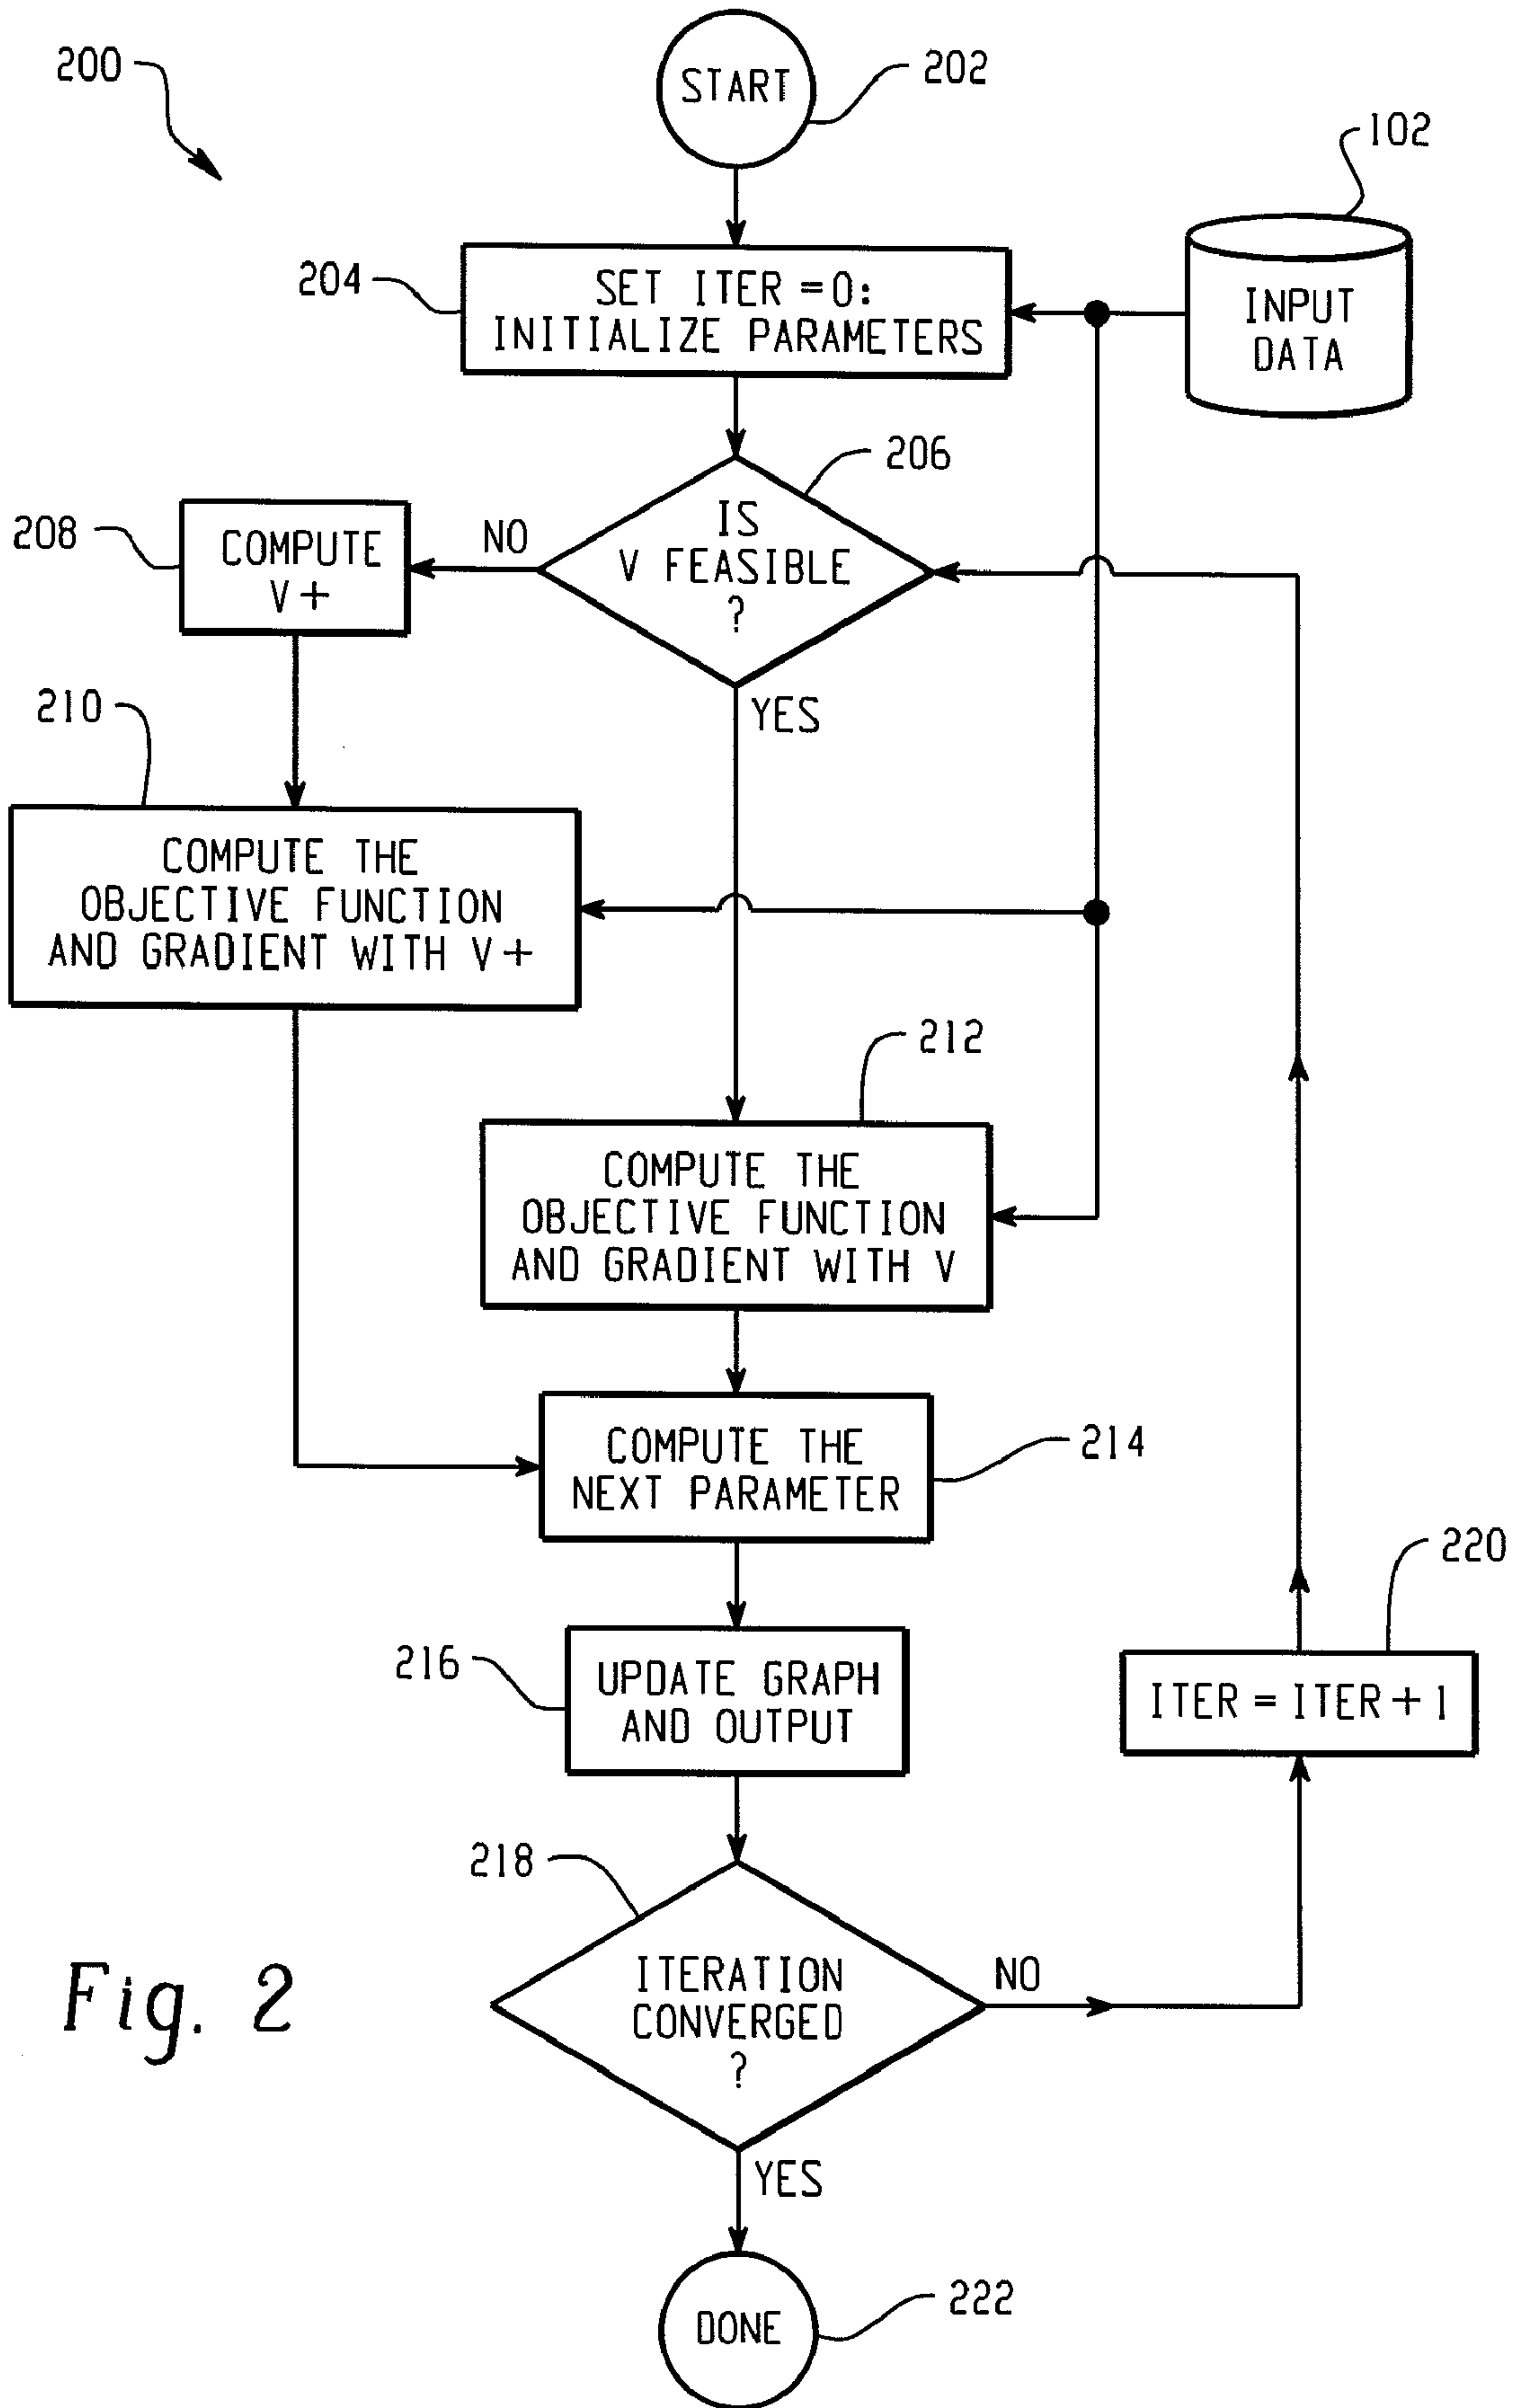 200
START
202
102
204
SET ITER = 0:
INITIALIZE PARAMETERS
INPUT
DATA
206
208
COMPUTE
V+
NO
IS
V FEASIBLE
?
YES
210
COMPUTE THE
OBJECTIVE FUNCTION
AND GRADIENT WITH V+
212
COMPUTE THE
OBJECTIVE FUNCTION
AND GRADIENT WITH V
COMPUTE THE
NEXT PARAMETER
214
220
216
UPDATE GRAPH
AND OUTPUT
ITER = ITER + 1
218
ITERATION
CONVERGED
?
NO
Fig. 2
YES
DONE
222